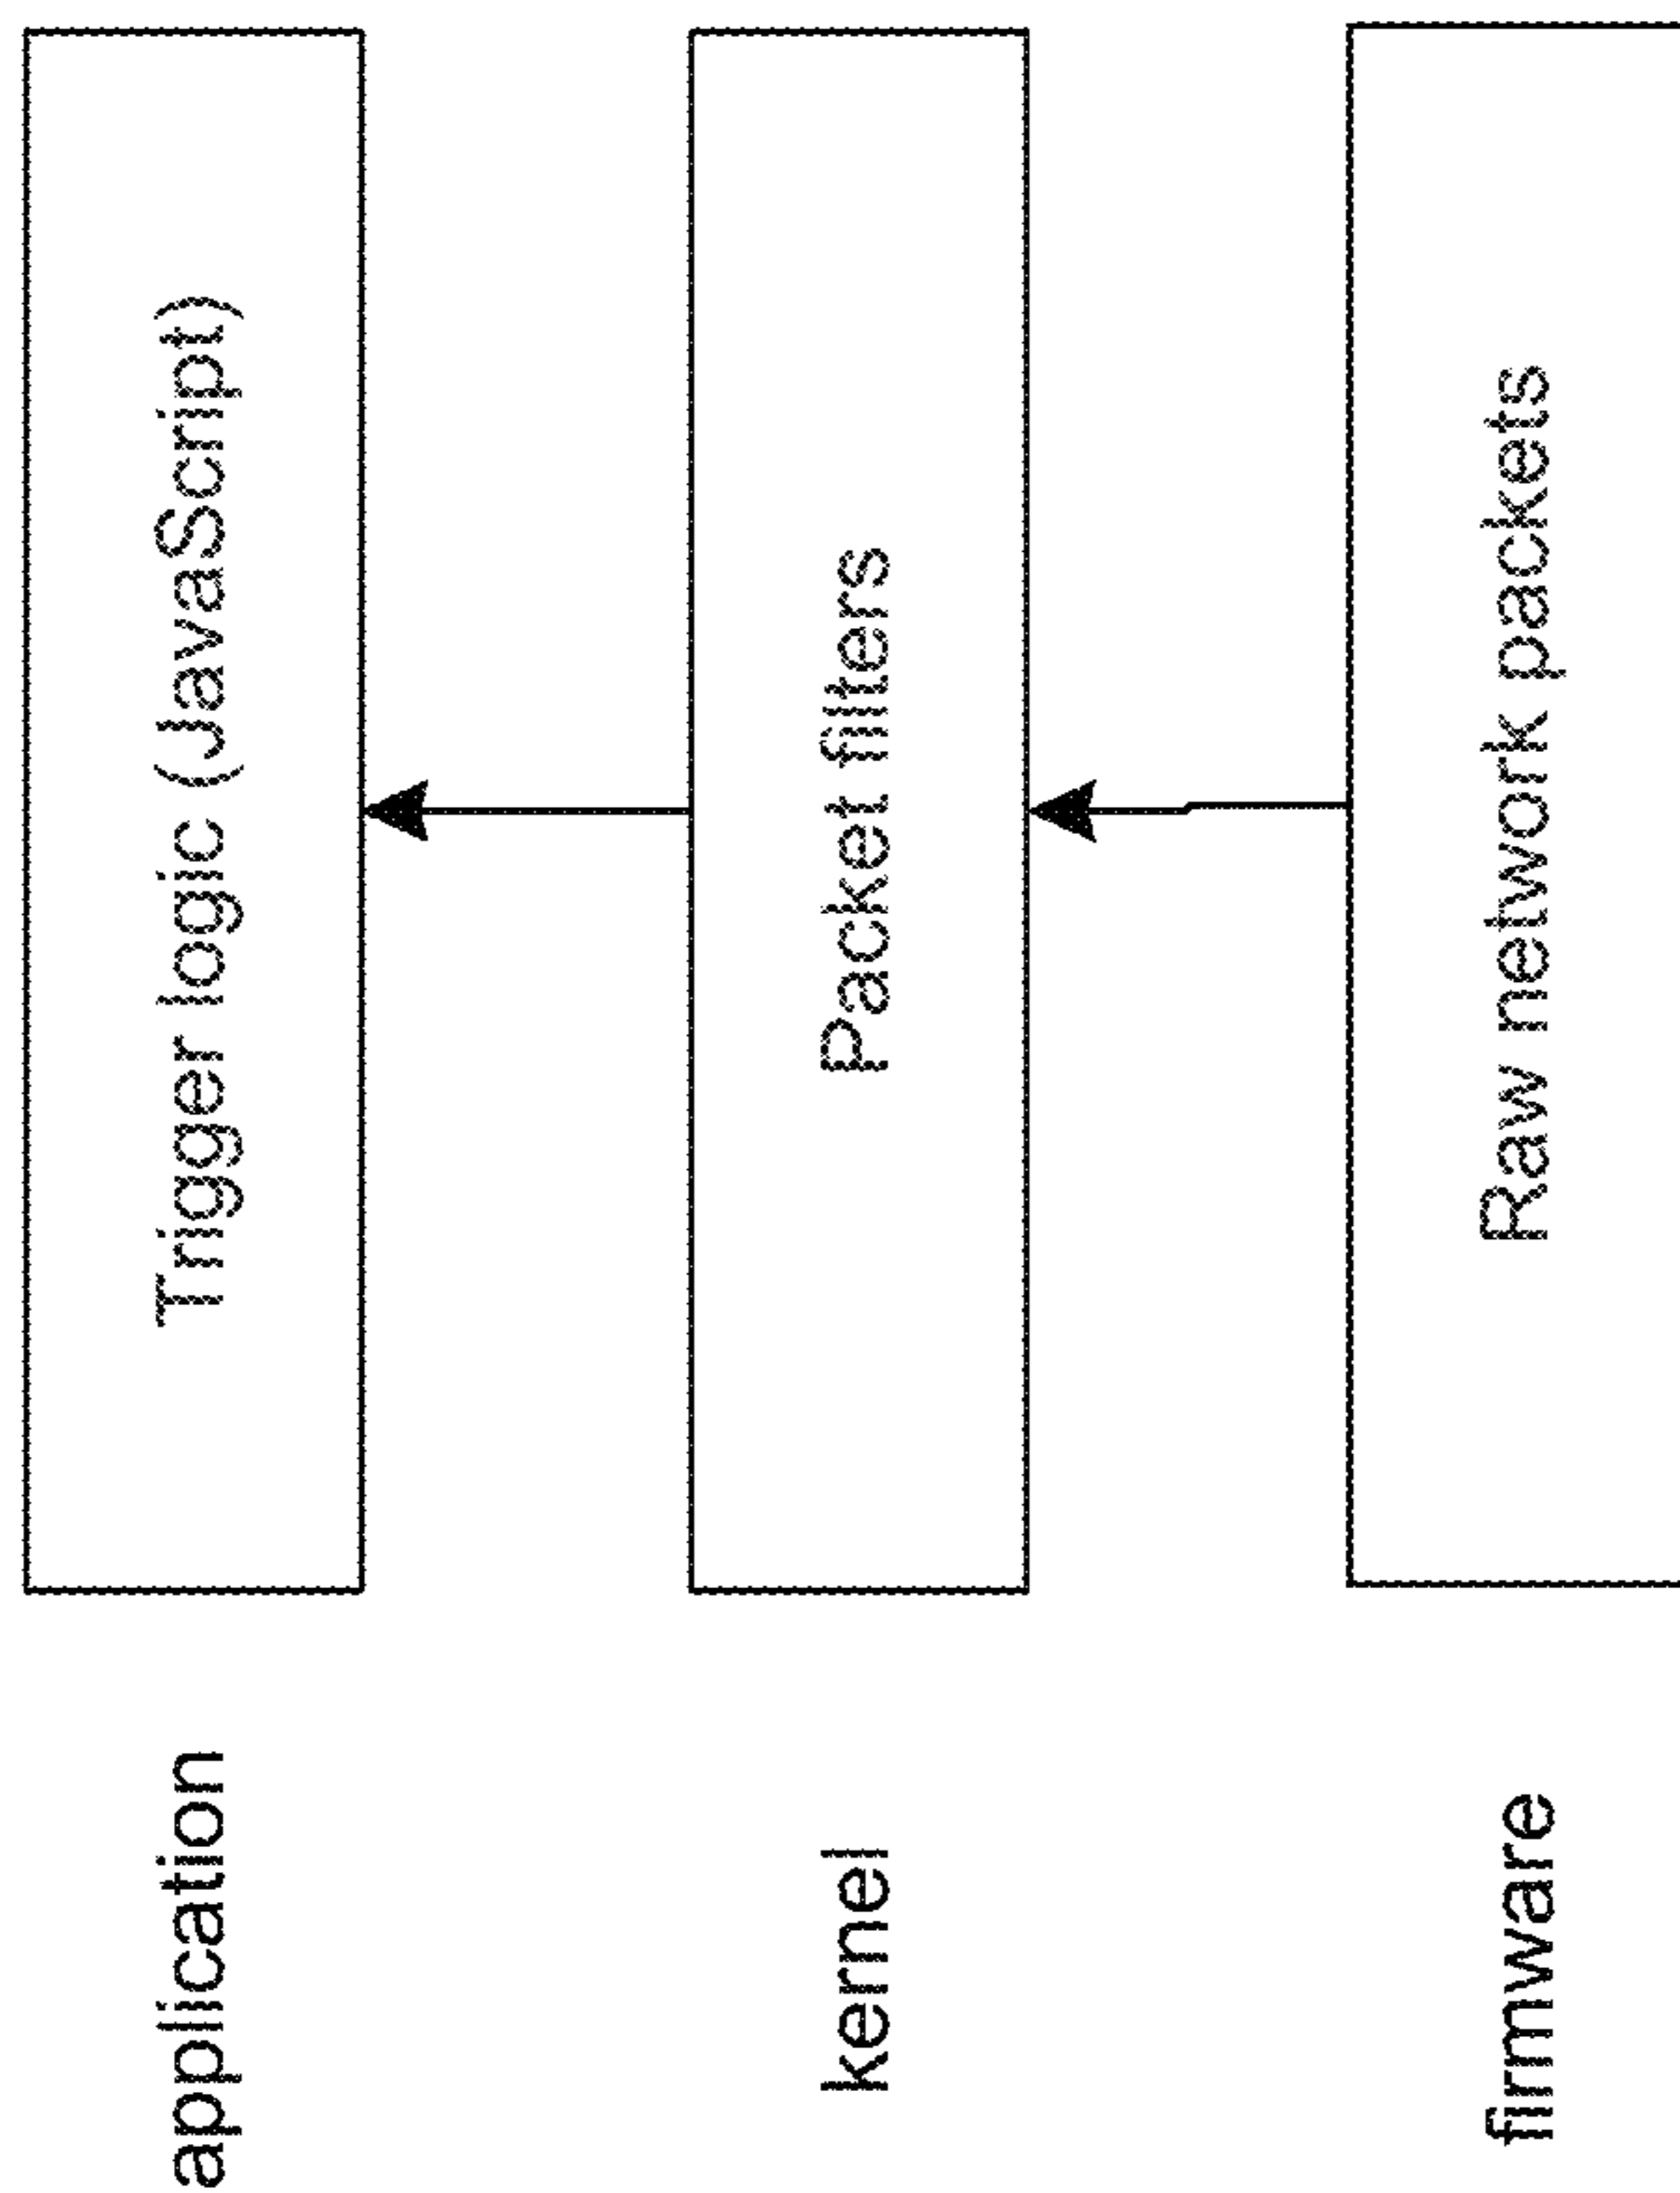 application
Trigger logic (JavaScript)
kernel
Packet filters
firmware
Raw network packets